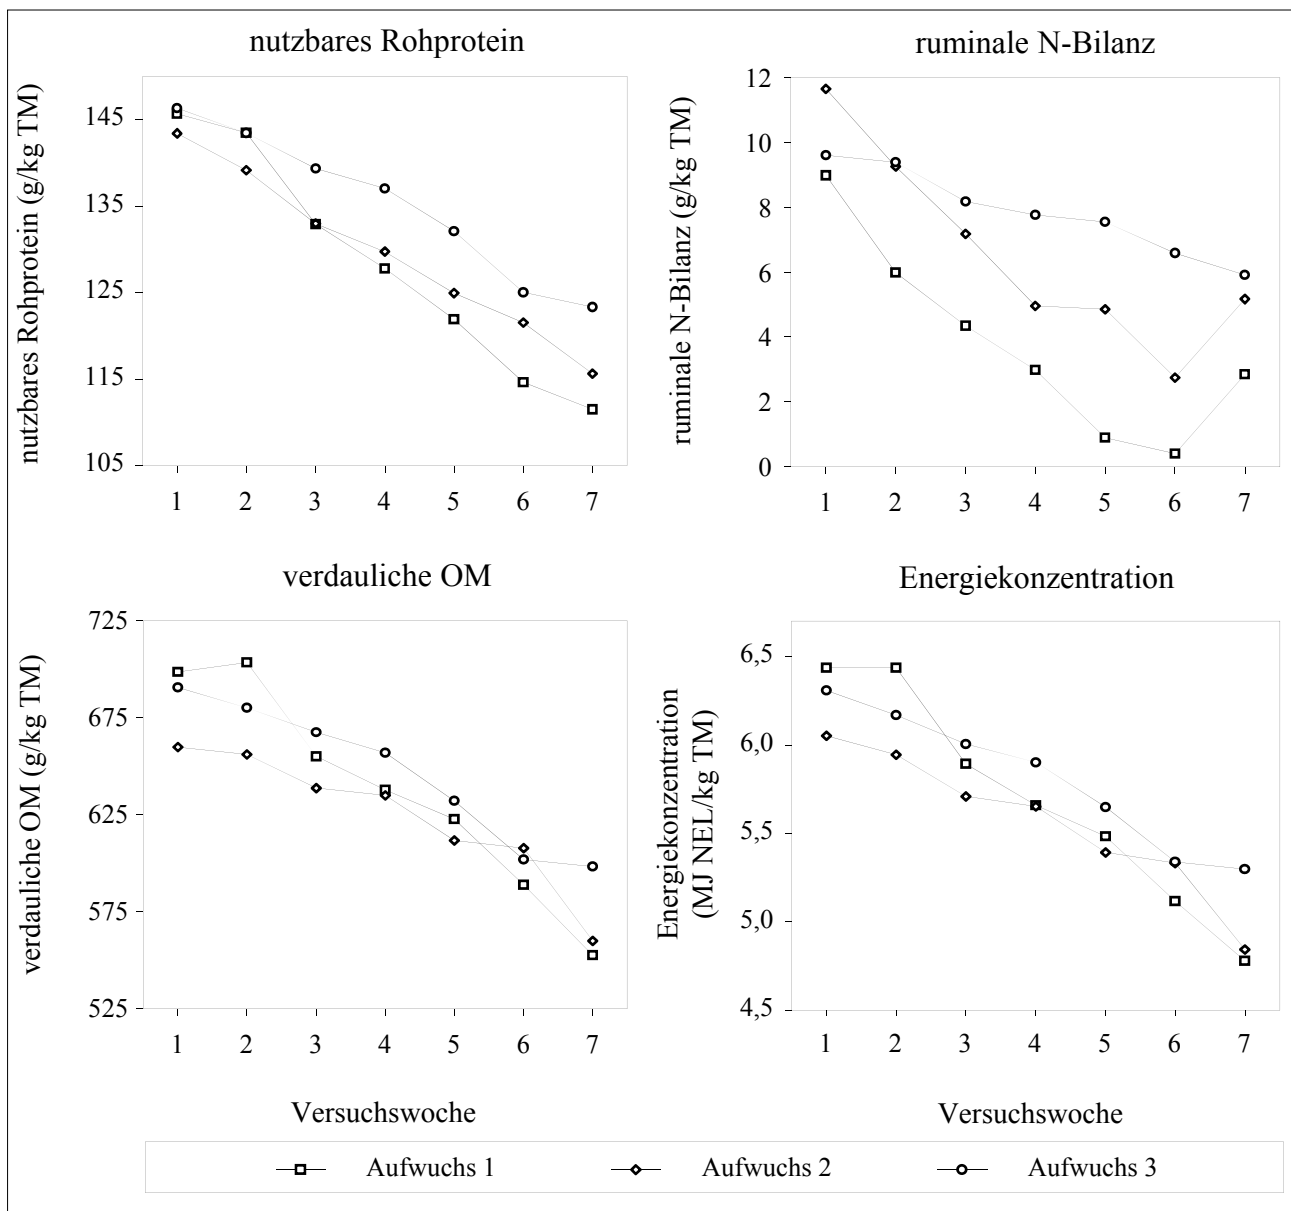 nutzbares Rohprotein
nutzbares Rohprotein (g/kg TM)
145
135
125
115
105
1 2 3 4 5 6 7
ruminale N-Bilanz
ruminale N-Bilanz (g/kg TM)
12
10
8
6
4
2
0
1 2 3 4 5 6 7
verdauliche OM
verdauliche OM (g/kg TM)
725
675
625
575
525
1 2 3 4 5 6 7
Versuchswoche
Energiekonzentration
Energiekonzentration
(MJ NEL/kg TM)
6,5
6,0
5,5
5,0
4,5
1 2 3 4 5 6 7
Versuchswoche
Aufwuchs 1 Aufwuchs 2 Aufwuchs 3